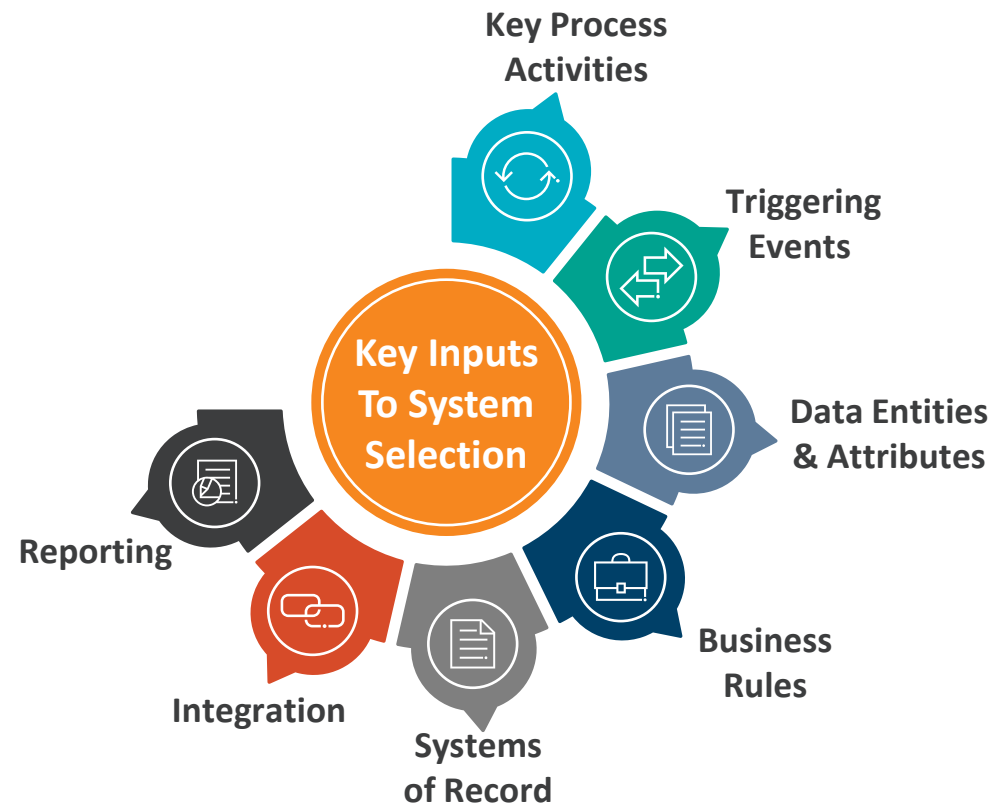 Key Process
Activities
Triggering
Events
Key Inputs
To System
Selection
Data Entities
& Attributes
Reporting
Business
Rules
Integration
Systems
of Record